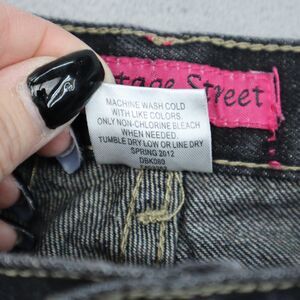 tage Street
MACHINE WASH COLD
WITH LIKE COLORS
ONLY NON-CHLORINE BLEACH
WHEN NEEDED.
TUMBLE DRY LOW OR LINE DRY
SPRING 2012
DBK080